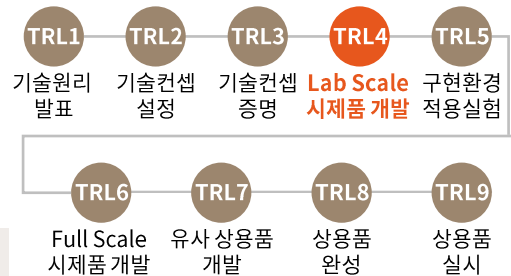 TRL1 TRL2 TRL3 TRL4 TRL5
기술원리 기술컨셉 기술컨셉 Lab Scale 구현환경
발표 설정 증명 시제품 개발 적용실험
TRL6 TRL7 TRL8 TRL9
Full Scale 유사 상용품 상용품 상용품
시제품 개발 개발 완성 실시